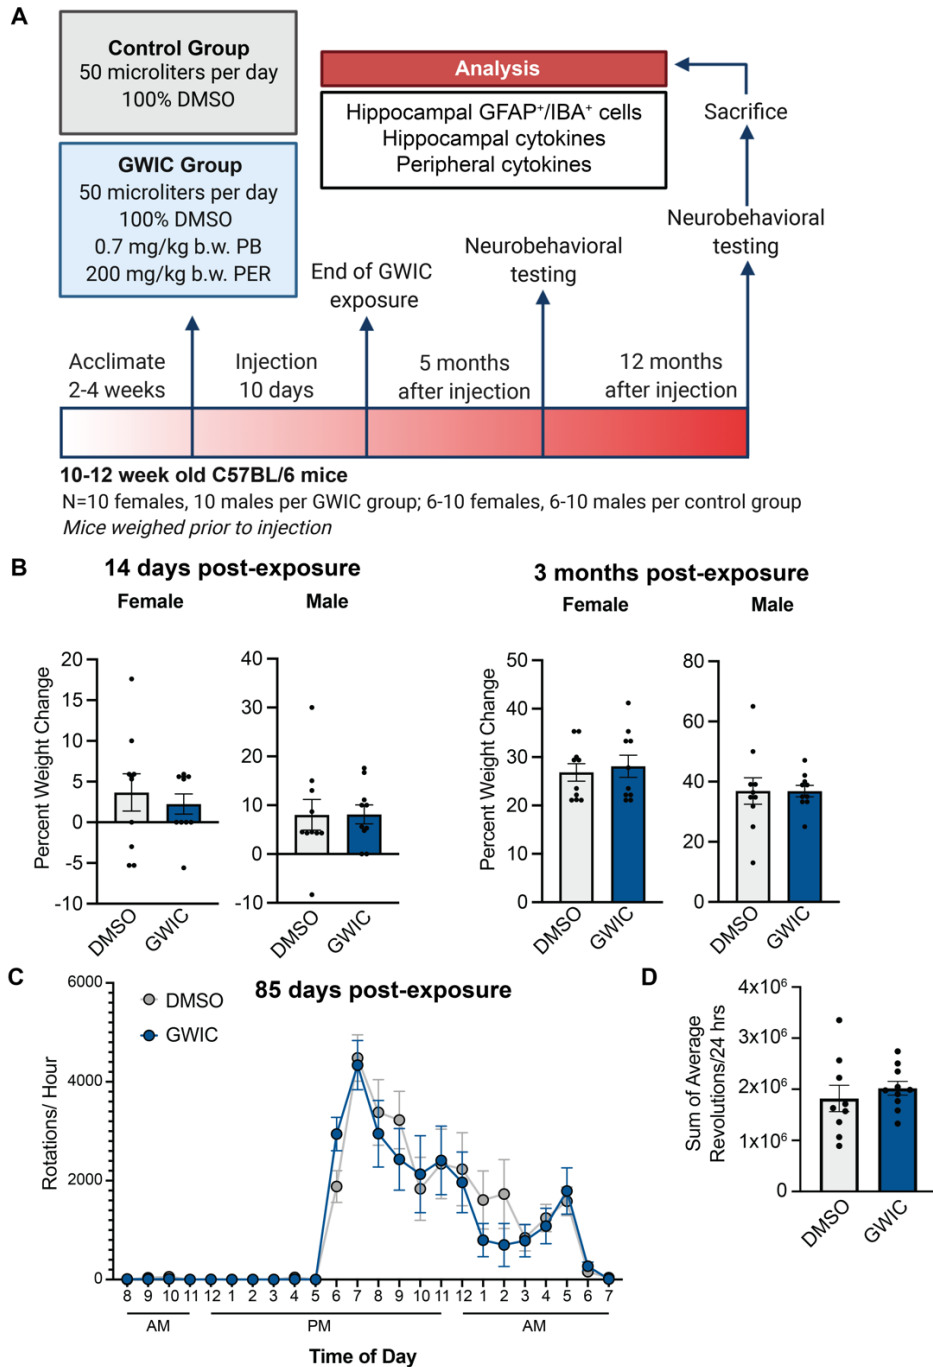 A
Control Group
50 microliters per day
100% DMSO
GWIC Group
50 microliters per day
100% DMSO
0.7 mg/kg b.w. PB
200 mg/kg b.w. PER
Analysis
Hippocampal GFAP⁺/IBA⁺ cells
Hippocampal cytokines
Peripheral cytokines
Sacrifice
Neurobehavioral
testing
Neurobehavioral
testing
End of GWIC
exposure
Acclimate
2-4 weeks
Injection
10 days
5 months
after injection
12 months
after injection
10-12 week old C57BL/6 mice
N=10 females, 10 males per GWIC group; 6-10 females, 6-10 males per control group
Mice weighed prior to injection
B
14 days post-exposure
Female
Male
Percent Weight Change
20
15
10
5
0
-5
-10
DMSO
GWIC
40
30
20
10
0
-10
DMSO
GWIC
3 months post-exposure
Female
Male
Percent Weight Change
50
40
30
20
10
0
DMSO
GWIC
80
60
40
20
0
DMSO
GWIC
C
85 days post-exposure
DMSO
GWIC
Rotations/ Hour
6000
4000
2000
0
8 9 10 11 12 1 2 3 4 5 6 7 8 9 10 11 12 1 2 3 4 5 6 7
AM PM AM
Time of Day
D
Sum of Average
Revolutions/24 hrs
4x10⁶
3x10⁶
2x10⁶
1x10⁶
0
DMSO
GWIC